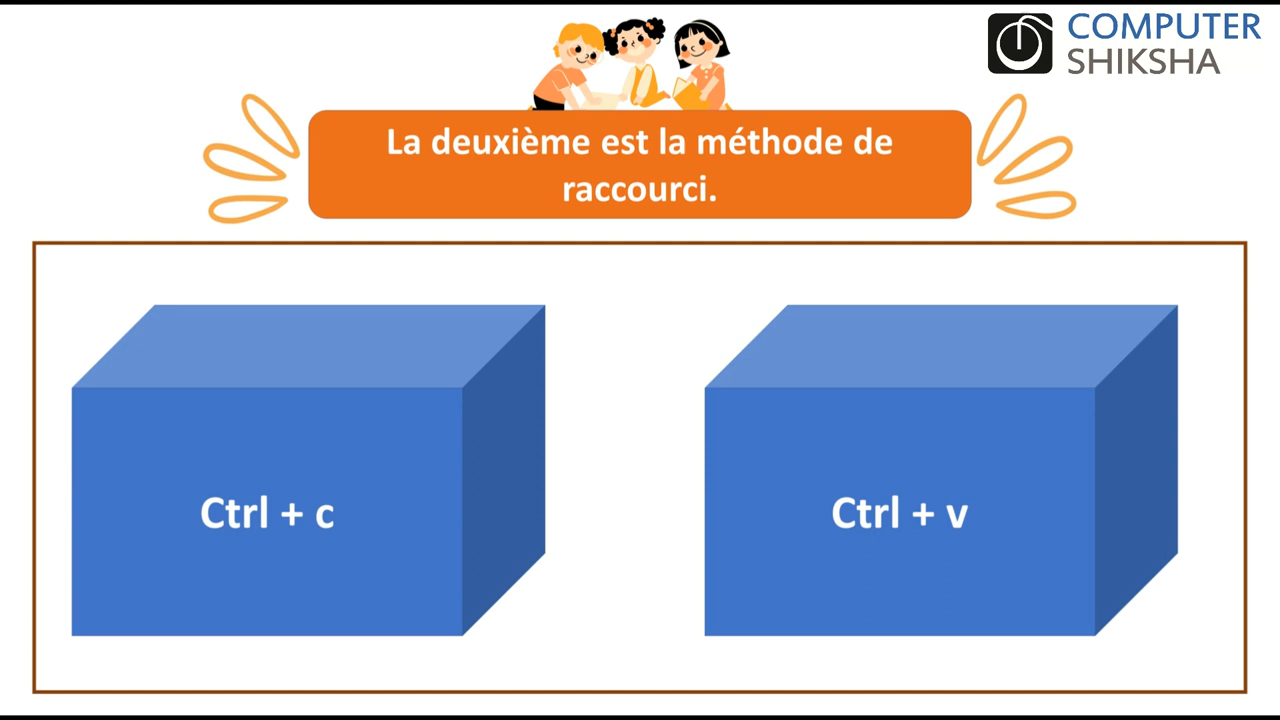 COMPUTER
SHIKSHA
La deuxième est la méthode de
raccourci.
Ctrl + c
Ctrl + v